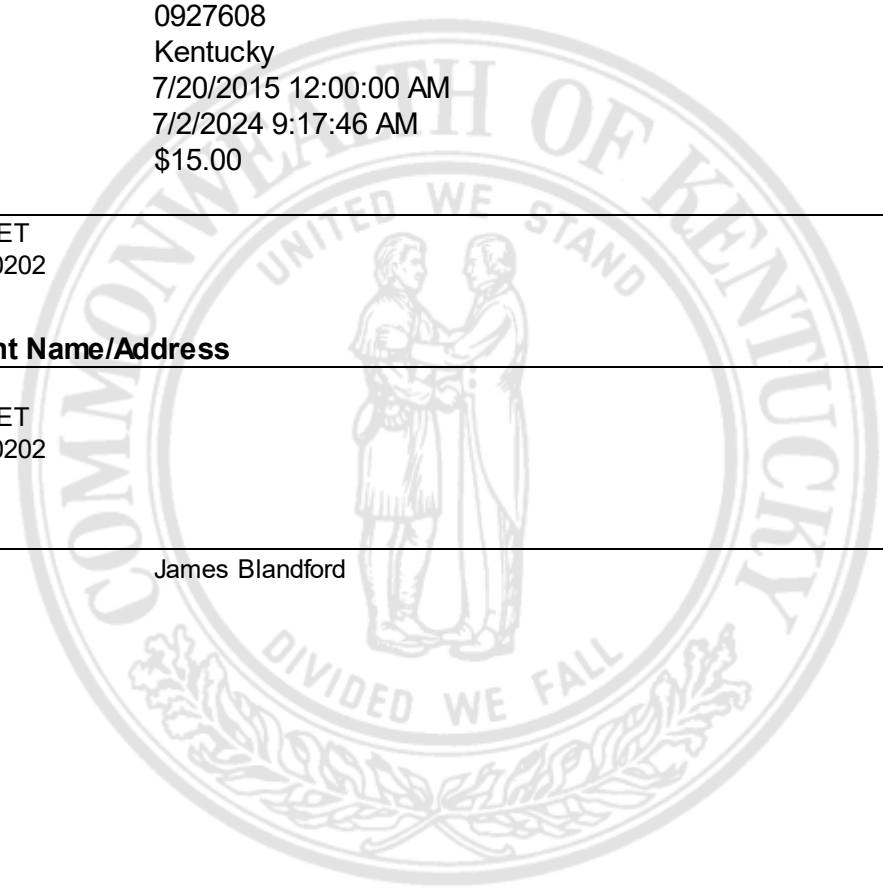 0927608
Kentucky
7/20/2015 12:00:00 AM
7/2/2024 9:17:46 AM
$15.00
ET
0202
nt Name/Address
ET
0202
James Blandford
COMMONWEALTH OF KENTUCKY
UNITED WE STAND
DIVIDED WE FALL